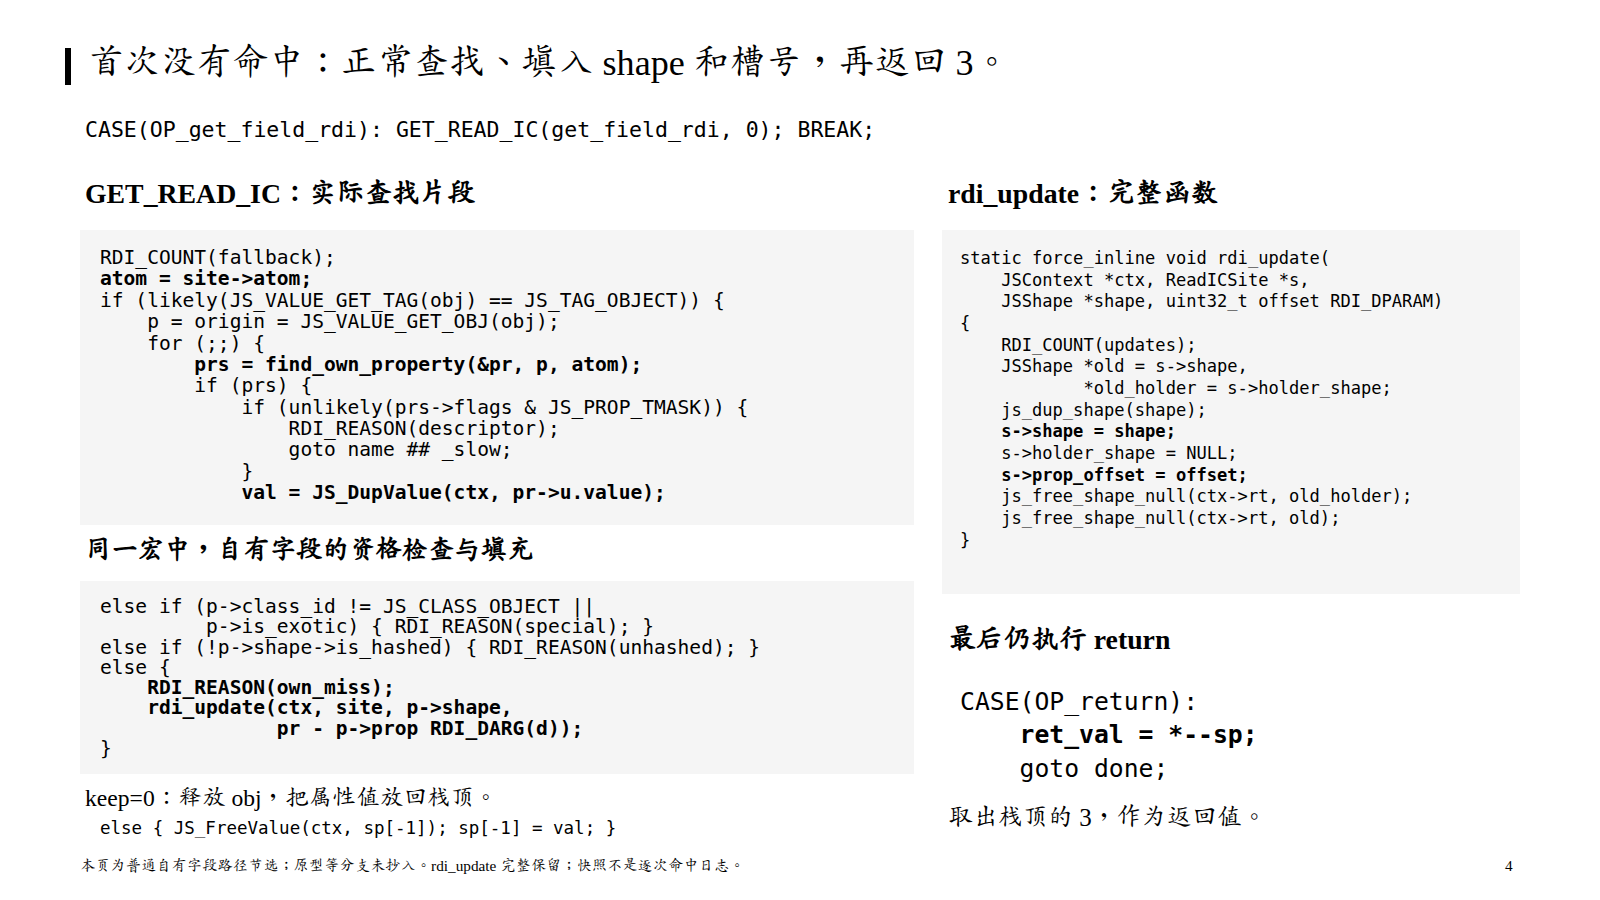 首次没有命中：正常查找、填入 shape 和槽号，再返回 3。
CASE(OP_get_field_rdi): GET_READ_IC(get_field_rdi, 0); BREAK;
GET_READ_IC：实际查找片段
RDI_COUNT(fallback);
atom = site->atom;
if (likely(JS_VALUE_GET_TAG(obj) == JS_TAG_OBJECT)) {
    p = origin = JS_VALUE_GET_OBJ(obj);
    for (;;) {
        prs = find_own_property(&pr, p, atom);
        if (prs) {
            if (unlikely(prs->flags & JS_PROP_TMASK)) {
                RDI_REASON(descriptor);
                goto name ## _slow;
            }
            val = JS_DupValue(ctx, pr->u.value);
同一宏中，自有字段的资格检查与填充
else if (p->class_id != JS_CLASS_OBJECT ||
         p->is_exotic) { RDI_REASON(special); }
else if (!p->shape->is_hashed) { RDI_REASON(unhashed); }
else {
    RDI_REASON(own_miss);
    rdi_update(ctx, site, p->shape,
               pr - p->prop RDI_DARG(d));
}
keep=0：释放 obj，把属性值放回栈顶。
else { JS_FreeValue(ctx, sp[-1]); sp[-1] = val; }
rdi_update：完整函数
static force_inline void rdi_update(
    JSContext *ctx, ReadICSite *s,
    JSShape *shape, uint32_t offset RDI_DPARAM)
{
    RDI_COUNT(updates);
    JSShape *old = s->shape,
            *old_holder = s->holder_shape;
    js_dup_shape(shape);
    s->shape = shape;
    s->holder_shape = NULL;
    s->prop_offset = offset;
    js_free_shape_null(ctx->rt, old_holder);
    js_free_shape_null(ctx->rt, old);
}
最后仍执行 return
CASE(OP_return):
    ret_val = *--sp;
    goto done;
取出栈顶的 3，作为返回值。
本页为普通自有字段路径节选；原型等分支未抄入。rdi_update 完整保留；快照不是逐次命中日志。
4